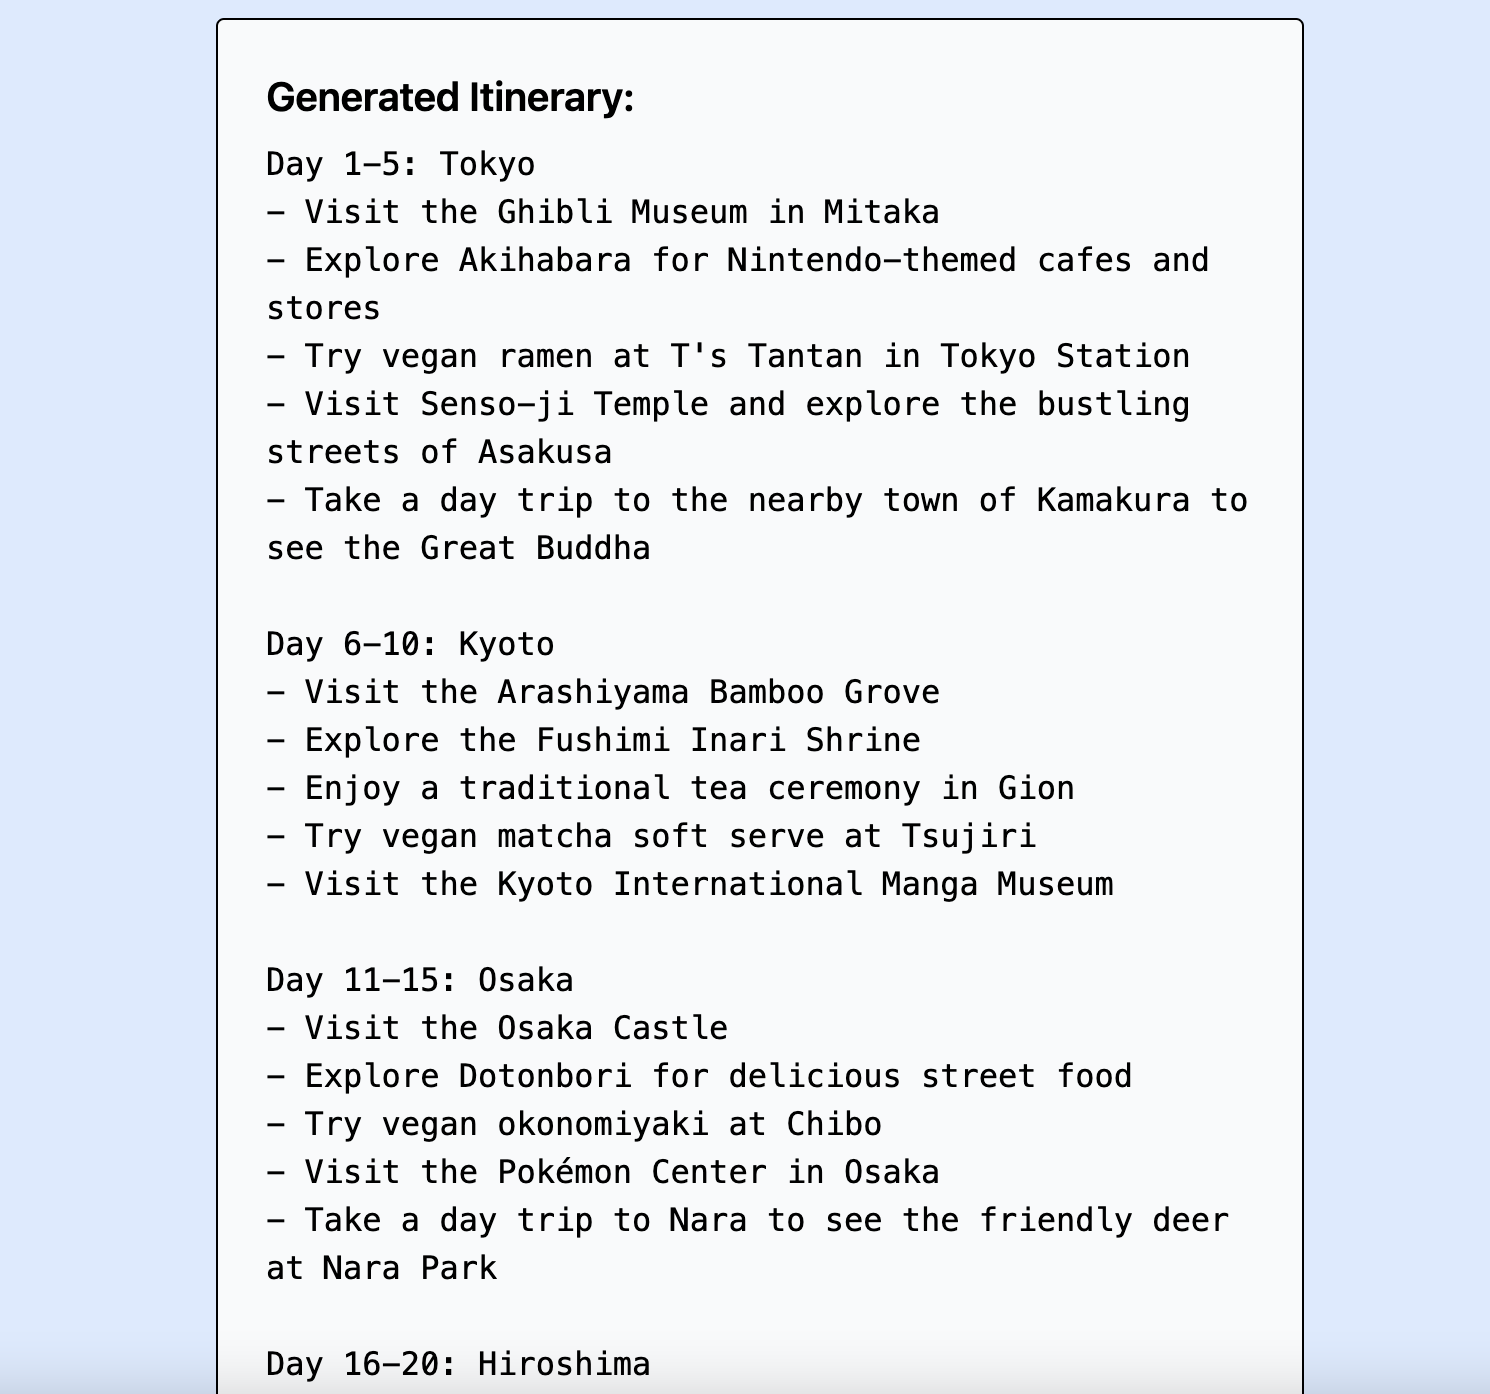 Generated Itinerary:
Day 1–5: Tokyo
– Visit the Ghibli Museum in Mitaka
– Explore Akihabara for Nintendo–themed cafes and
stores
– Try vegan ramen at T's Tantan in Tokyo Station
– Visit Senso–ji Temple and explore the bustling
streets of Asakusa
– Take a day trip to the nearby town of Kamakura to
see the Great Buddha
Day 6–10: Kyoto
– Visit the Arashiyama Bamboo Grove
– Explore the Fushimi Inari Shrine
– Enjoy a traditional tea ceremony in Gion
– Try vegan matcha soft serve at Tsujiri
– Visit the Kyoto International Manga Museum
Day 11–15: Osaka
– Visit the Osaka Castle
– Explore Dotonbori for delicious street food
– Try vegan okonomiyaki at Chibo
– Visit the Pokémon Center in Osaka
– Take a day trip to Nara to see the friendly deer
at Nara Park
Day 16–20: Hiroshima